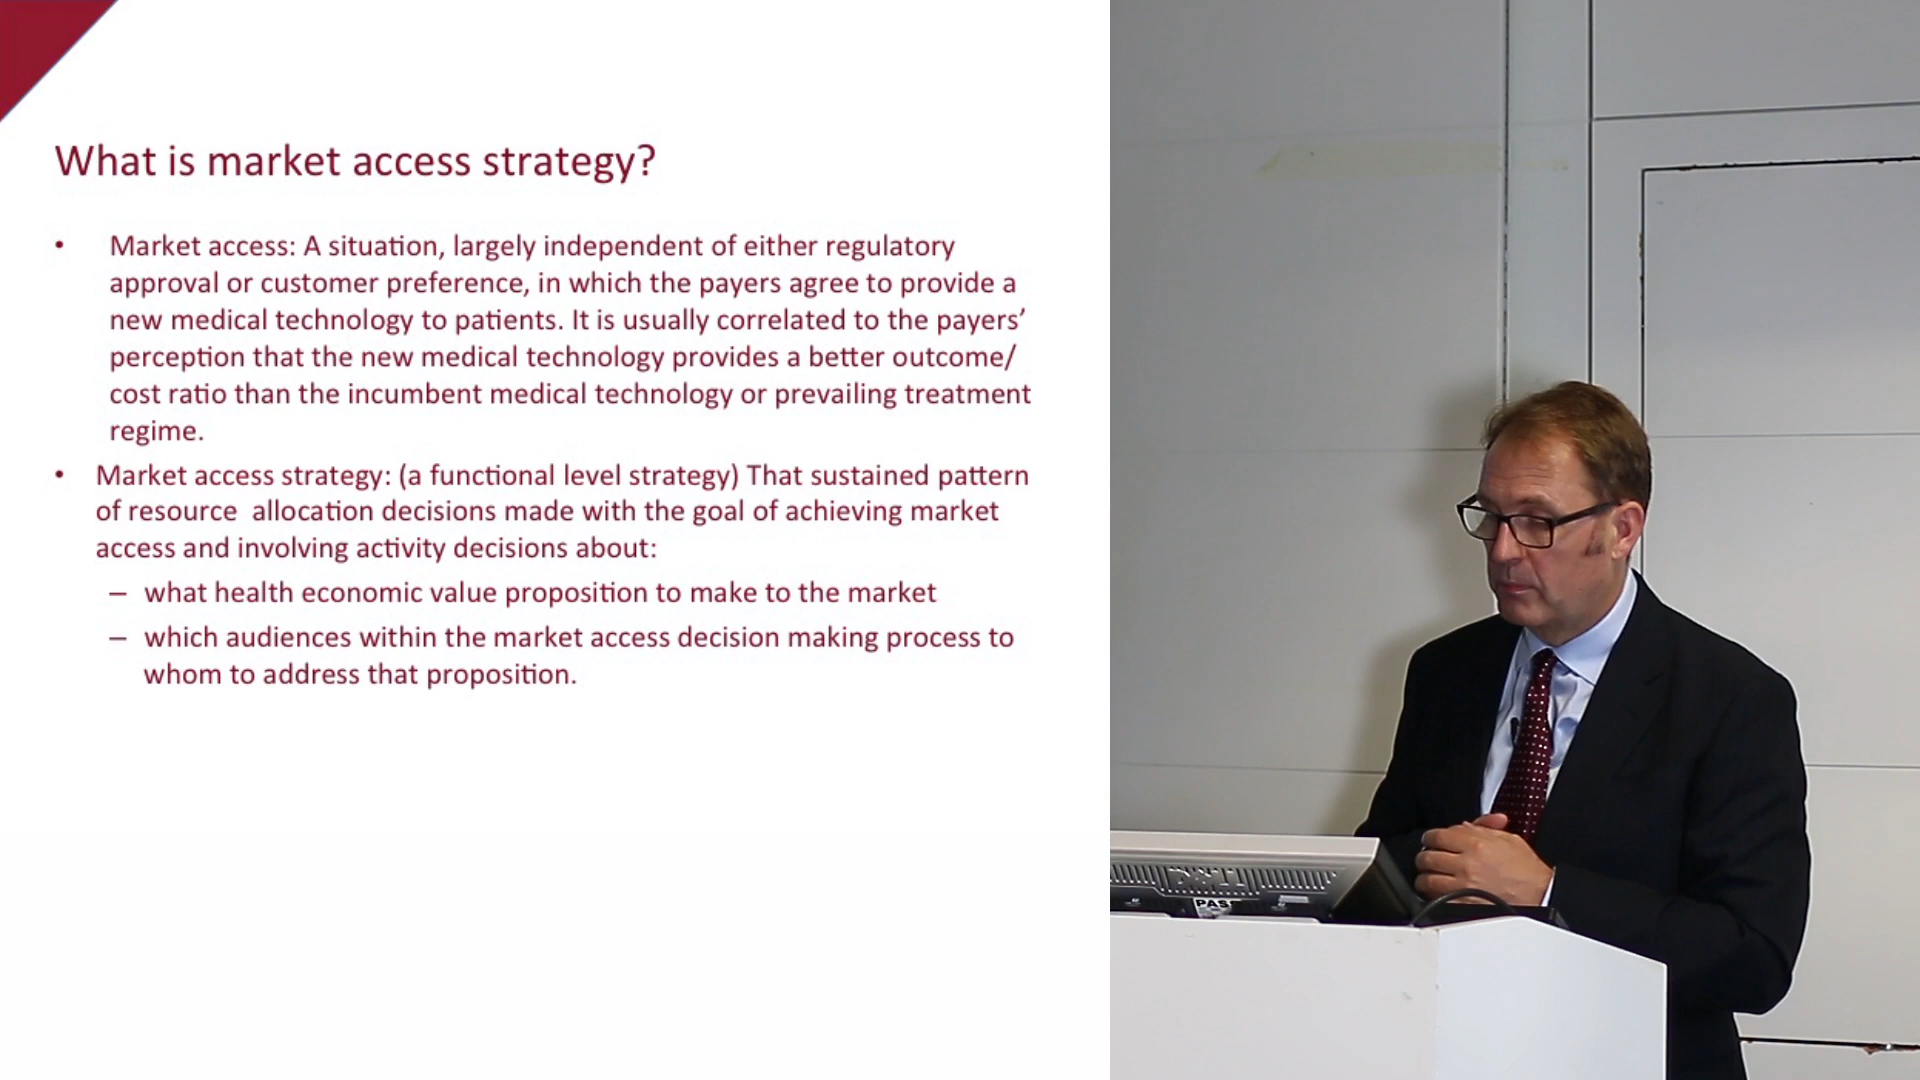 What is market access strategy?
• Market access: A situation, largely independent of either regulatory
approval or customer preference, in which the payers agree to provide a
new medical technology to patients. It is usually correlated to the payers’
perception that the new medical technology provides a better outcome/
cost ratio than the incumbent medical technology or prevailing treatment
regime.
• Market access strategy: (a functional level strategy) That sustained pattern
of resource  allocation decisions made with the goal of achieving market
access and involving activity decisions about:
– what health economic value proposition to make to the market
– which audiences within the market access decision making process to
whom to address that proposition.